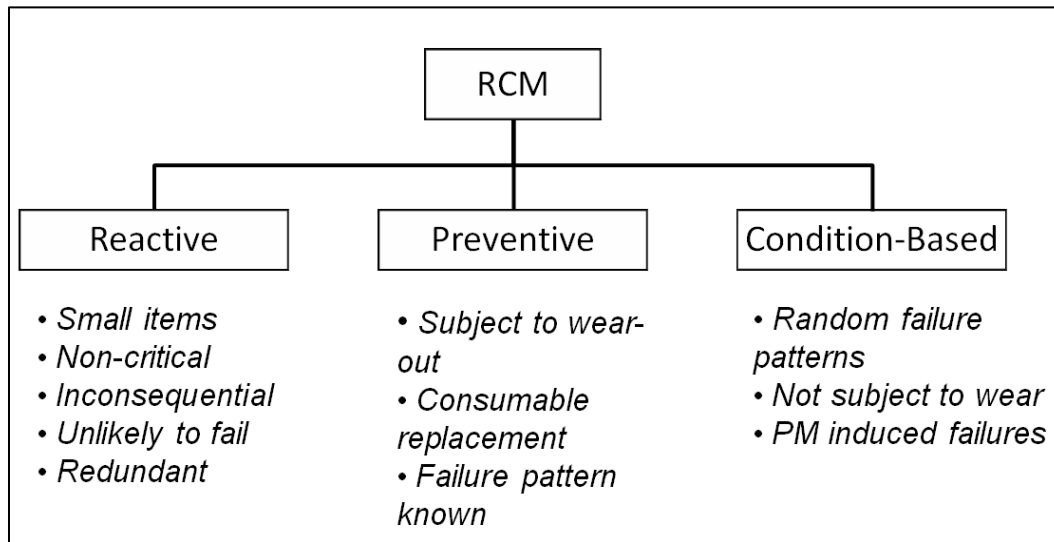 RCM
Reactive
Preventive
Condition-Based
• Small items
• Non-critical
• Inconsequential
• Unlikely to fail
• Redundant
• Subject to wear-
out
• Consumable
replacement
• Failure pattern
known
• Random failure
patterns
• Not subject to wear
• PM induced failures